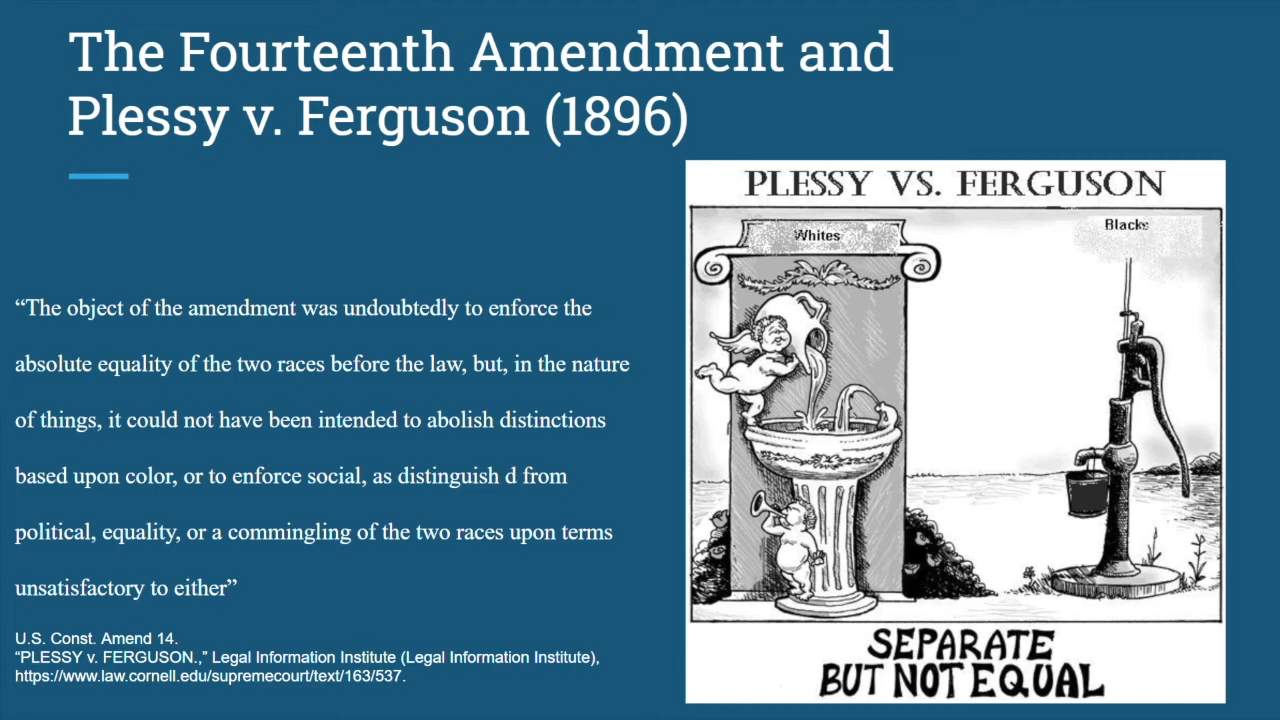 The Fourteenth Amendment and
Plessy v. Ferguson (1896)
“The object of the amendment was undoubtedly to enforce the
absolute equality of the two races before the law, but, in the nature
of things, it could not have been intended to abolish distinctions
based upon color, or to enforce social, as distinguish d from
political, equality, or a commingling of the two races upon terms
unsatisfactory to either”
U.S. Const. Amend 14.
“PLESSY v. FERGUSON.,” Legal Information Institute (Legal Information Institute),
https://www.law.cornell.edu/supremecourt/text/163/537.
PLESSY VS. FERGUSON
Whites
Blacks
SEPARATE
BUT NOT EQUAL